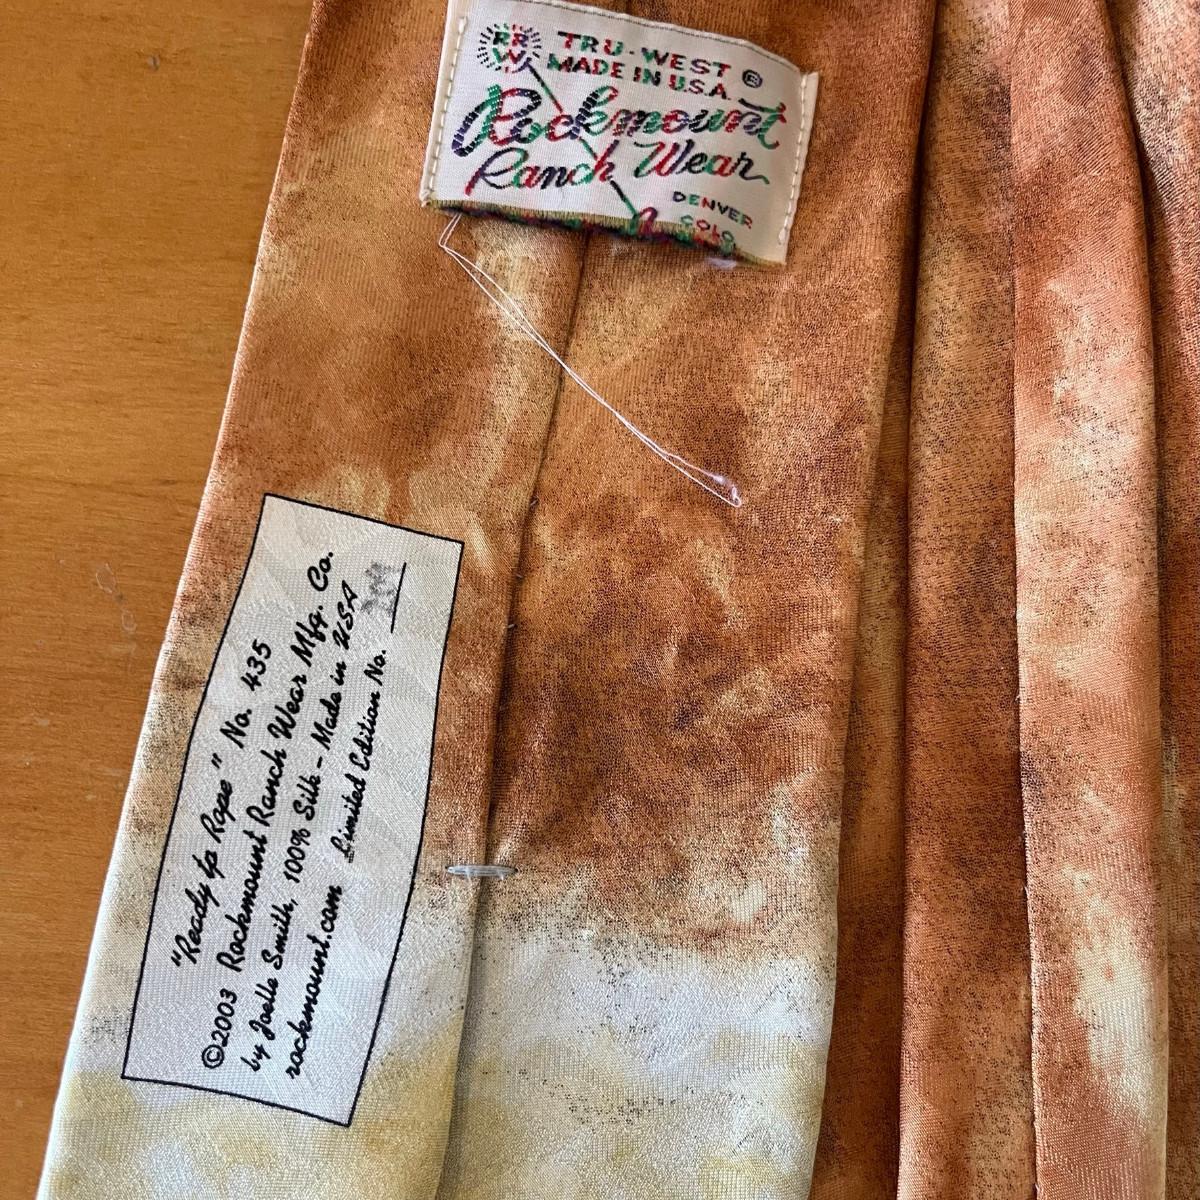 RR
W
TRU-WEST ®
MADE IN U.S.A.
Rockmount
Ranch Wear
DENVER
COLO.
"Ready to Rope" No. 435
©2003 Rockmount Ranch Wear Mfg. Co.
by Joelle Smith, 100% Silk - Made in USA
rockmount.com Limited Edition No.